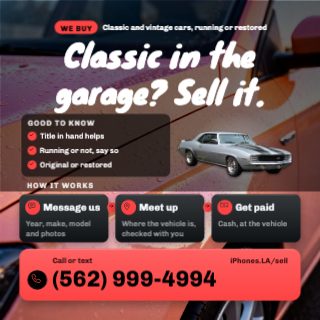 WE BUY Classic and vintage cars, running or restored
Classic in the
garage? Sell it.
GOOD TO KNOW
Title in hand helps
Running or not, say so
Original or restored
HOW IT WORKS
Message us
Year, make, model
and photos
Meet up
Where the vehicle is,
checked with you
Get paid
Cash, at the vehicle
Call or text
iPhones.LA/sell
(562) 999-4994